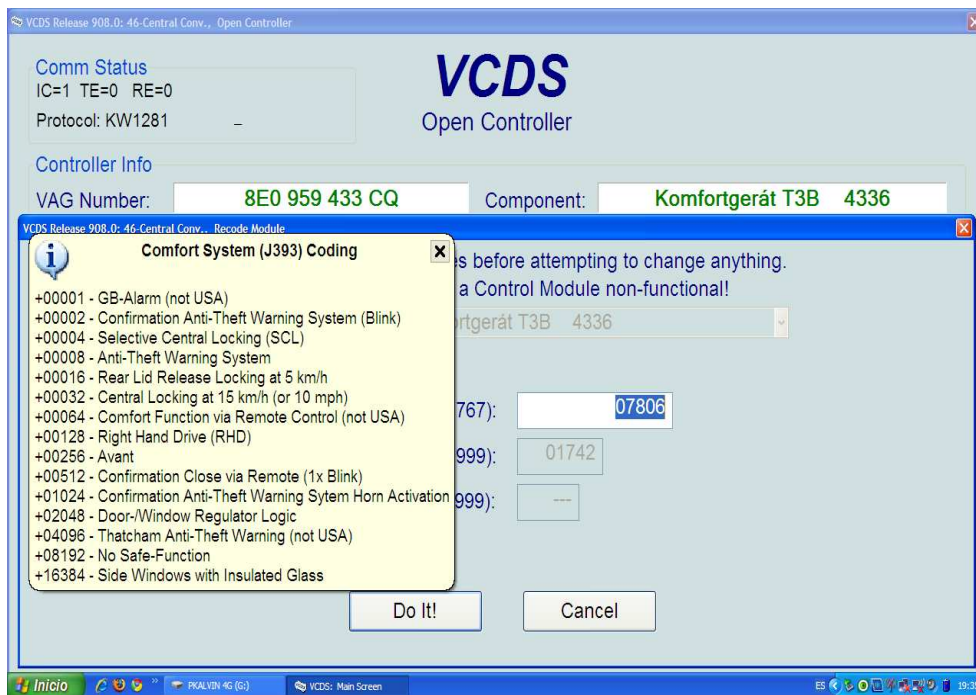 VCDS Release 908.0: 46-Central Conv., Open Controller
Comm Status
IC=1 TE=0 RE=0
Protocol: KW1281
VCDS
Open Controller
Controller Info
VAG Number:
8E0 959 433 CQ
Component:
Komfortgerát T3B 4336
VCDS Release 908.0: 46-Central Conv.. Recode Module
Comfort System (J393) Coding
+00001 - GB-Alarm (not USA)
+00002 - Confirmation Anti-Theft Warning System (Blink)
+00004 - Selective Central Locking (SCL)
+00008 - Anti-Theft Warning System
+00016 - Rear Lid Release Locking at 5 km/h
+00032 - Central Locking at 15 km/h (or 10 mph)
+00064 - Comfort Function via Remote Control (not USA)
+00128 - Right Hand Drive (RHD)
+00256 - Avant
+00512 - Confirmation Close via Remote (1x Blink)
+01024 - Confirmation Anti-Theft Warning Sytem Horn Activation
+02048 - Door-/Window Regulator Logic
+04096 - Thatcham Anti-Theft Warning (not USA)
+08192 - No Safe-Function
+16384 - Side Windows with Insulated Glass
s before attempting to change anything.
a Control Module non-functional!
rtgerát T3B 4336
767):
07806
999):
01742
999):
---
Do It!
Cancel
Inicio
PKALVIN 4G (G:)
VCDS: Main Screen
ES